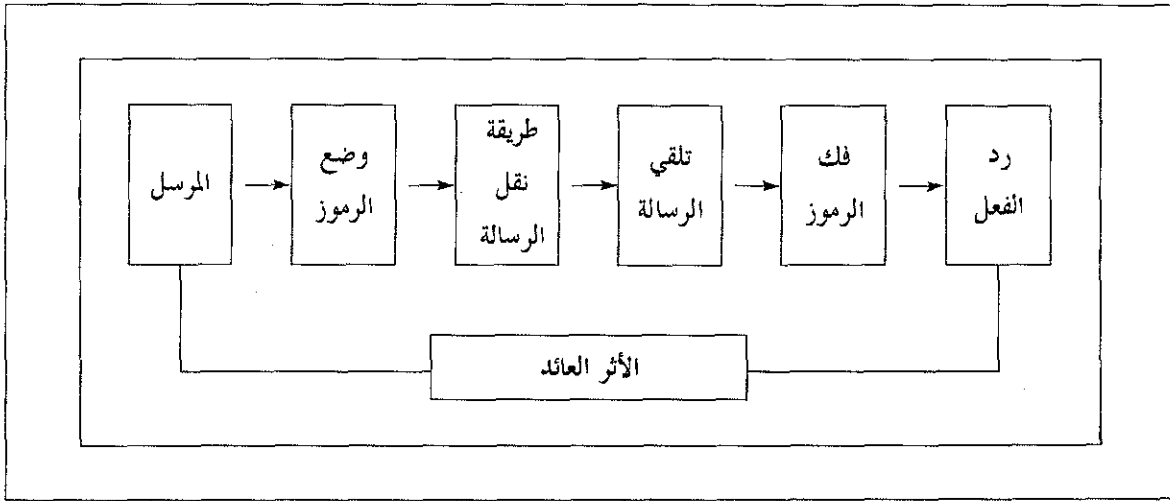 المرسل
وضع
الرموز
طريقة
نقل
الرسالة
تلقي
الرسالة
فك
الرموز
رد
الفعل
الأثر العائد